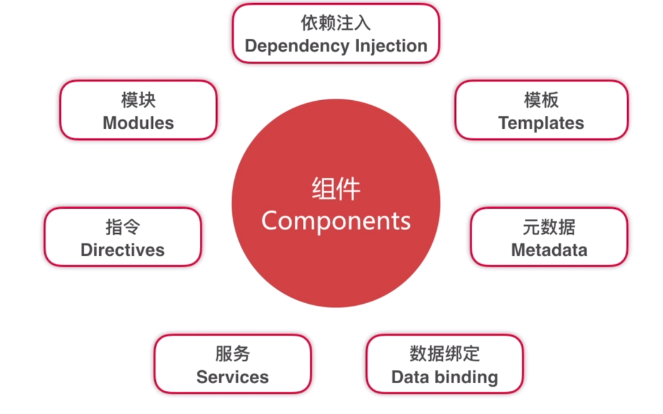 依赖注入
Dependency Injection
模块
Modules
模板
Templates
组件
Components
指令
Directives
元数据
Metadata
服务
Services
数据绑定
Data binding